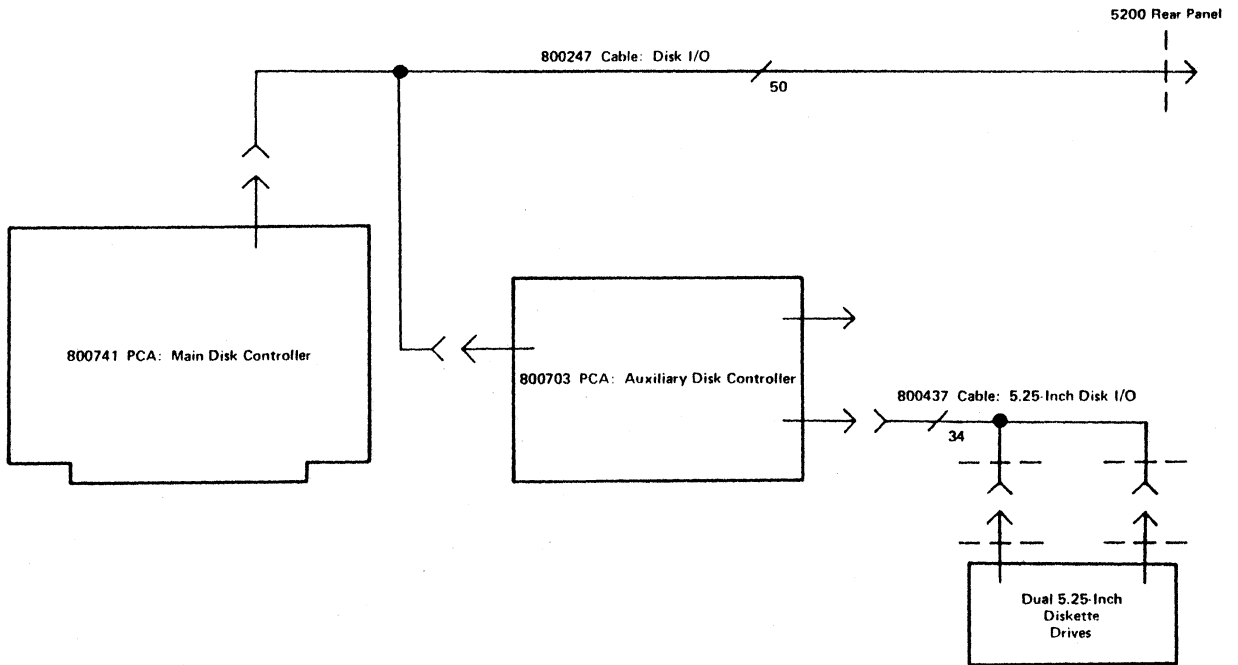 5200 Rear Panel
800247 Cable: Disk I/O
50
800741 PCA: Main Disk Controller
800703 PCA: Auxiliary Disk Controller
800437 Cable: 5.25-Inch Disk I/O
34
Dual 5.25-Inch
Diskette
Drives